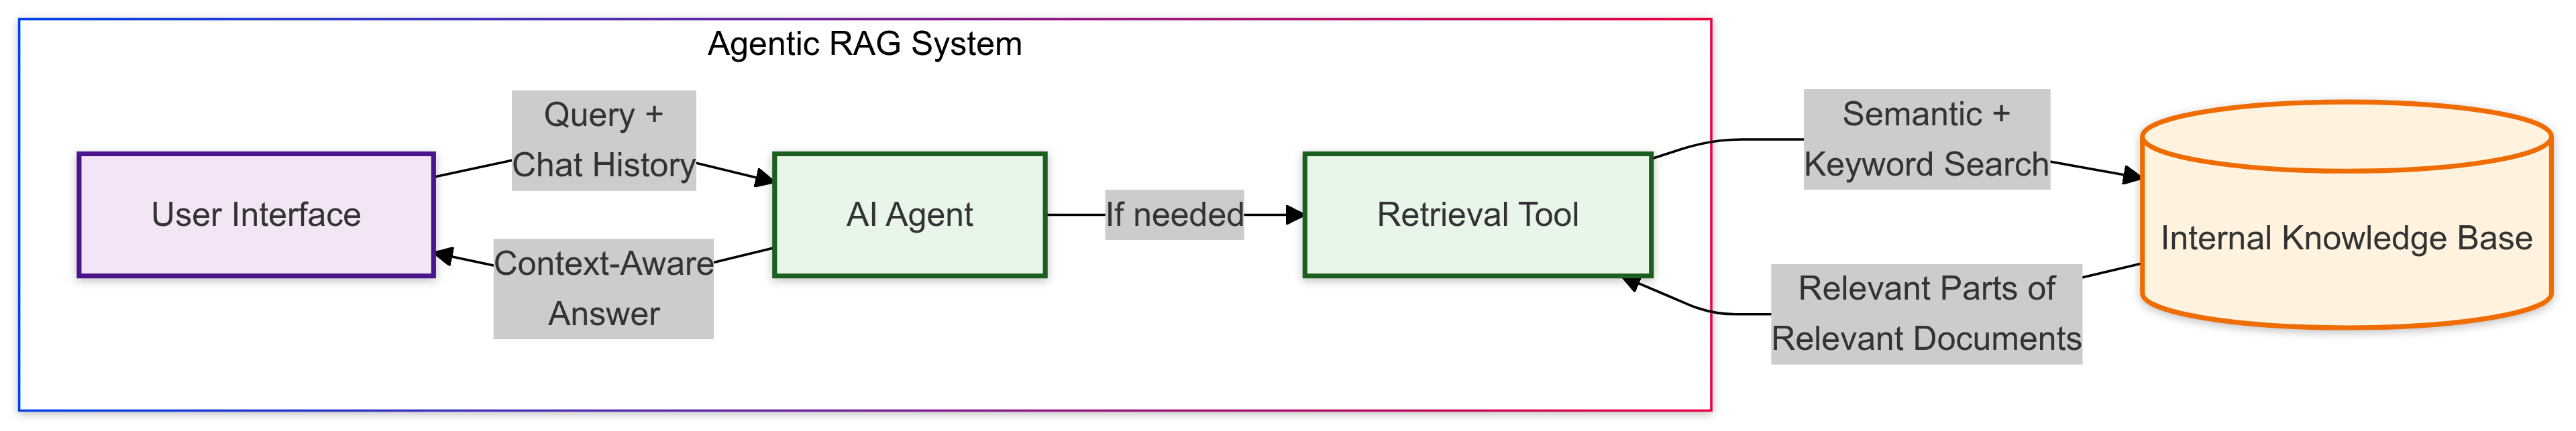 Agentic RAG System
Query +
Chat History
Semantic +
Keyword Search
User Interface
AI Agent
If needed
Retrieval Tool
Internal Knowledge Base
Context-Aware
Answer
Relevant Parts of
Relevant Documents